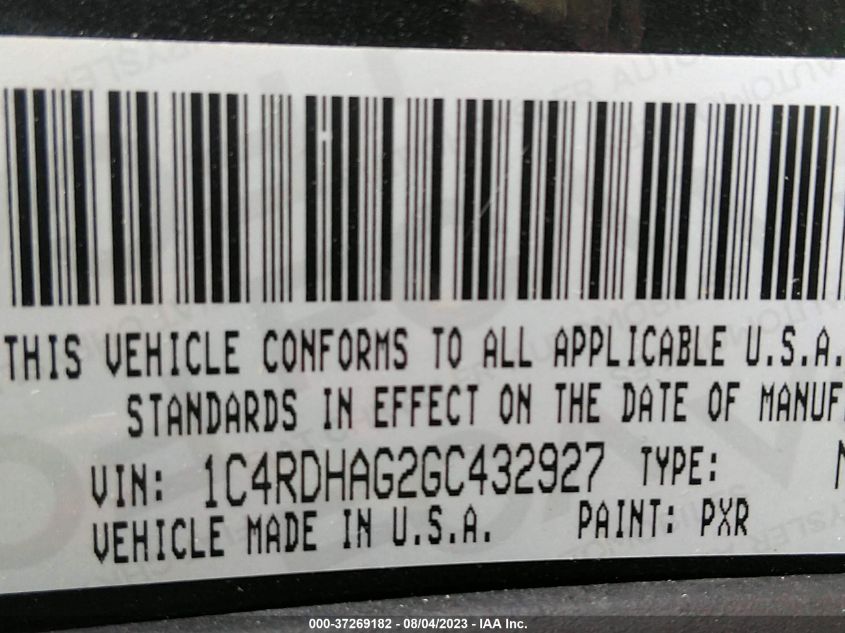 THIS VEHICLE CONFORMS TO ALL APPLICABLE U.S.A.
STANDARDS IN EFFECT ON THE DATE OF
VIN: 1C4RDHAG2GC432927 TYPE:
VEHICLE MADE IN U.S.A. PAINT: PXR
000-37269182 - 08/04/2023 - IAA Inc.